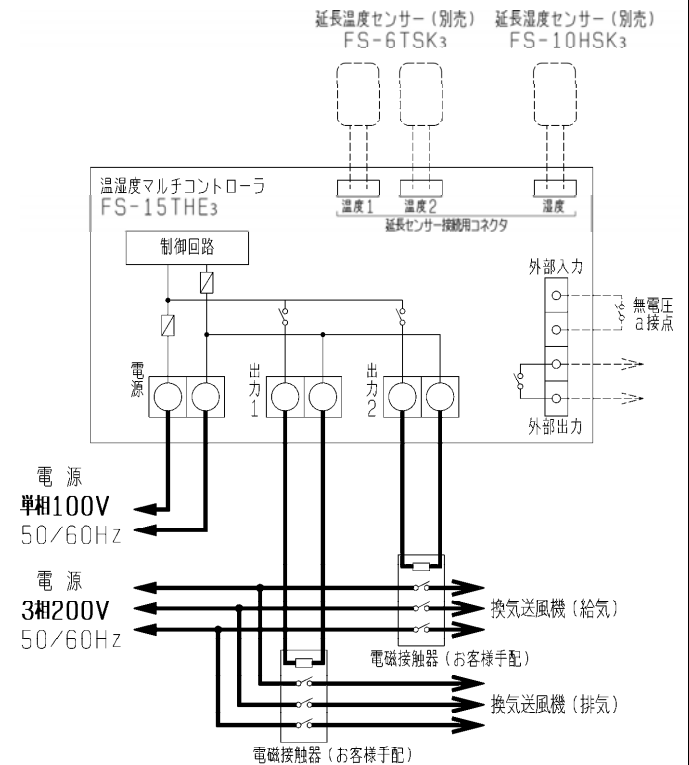 延長温度センサー（別売）
FS-6TSK3
延長湿度センサー（別売）
FS-10HSK3
温湿度マルチコントローラ
FS-15THE3
温度1
温度2
湿度
延長センサー接続用コネクタ
制御回路
外部入力
無電圧
a接点
電源
出力1
出力2
外部出力
電 源
単相100V
50/60Hz
電 源
3相200V
50/60Hz
換気送風機（給気）
電磁接触器（お客様手配）
換気送風機（排気）
電磁接触器（お客様手配）